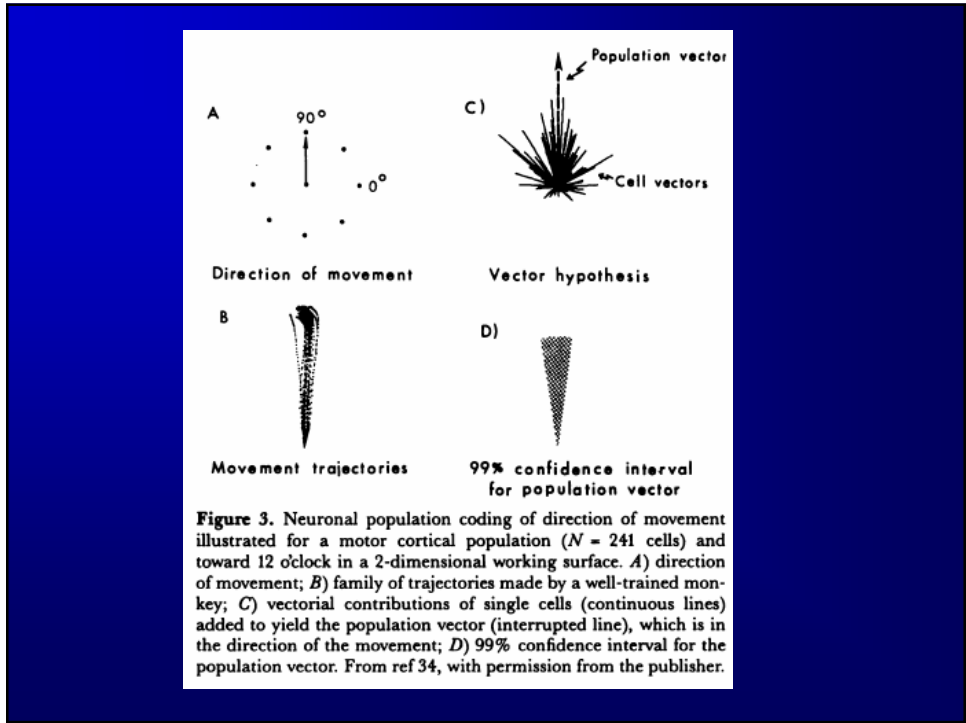 A
90°
0°
Direction of movement
C)
Population vector
Cell vectors
Vector hypothesis
B
Movement trajectories
D)
99% confidence interval
for population vector
Figure 3. Neuronal population coding of direction of movement
illustrated for a motor cortical population (N = 241 cells) and
toward 12 o'clock in a 2-dimensional working surface. A) direction
of movement; B) family of trajectories made by a well-trained mon-
key; C) vectorial contributions of single cells (continuous lines)
added to yield the population vector (interrupted line), which is in
the direction of the movement; D) 99% confidence interval for the
population vector. From ref 34, with permission from the publisher.